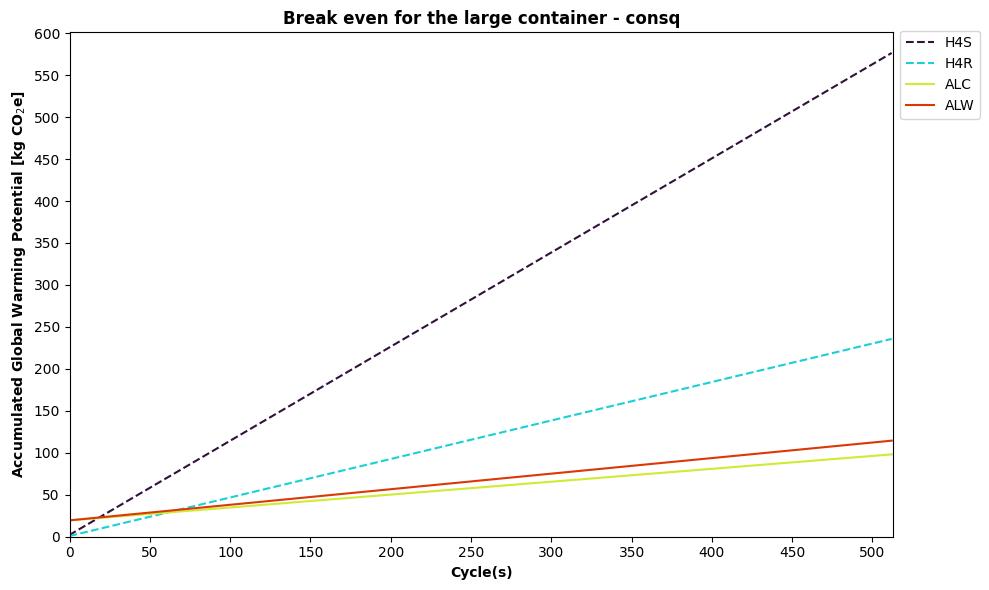 Break even for the large container - consq
H4S
H4R
ALC
ALW
Accumulated Global Warming Potential [kg CO₂e]
600
550
500
450
400
350
300
250
200
150
100
50
0
0 50 100 150 200 250 300 350 400 450 500
Cycle(s)